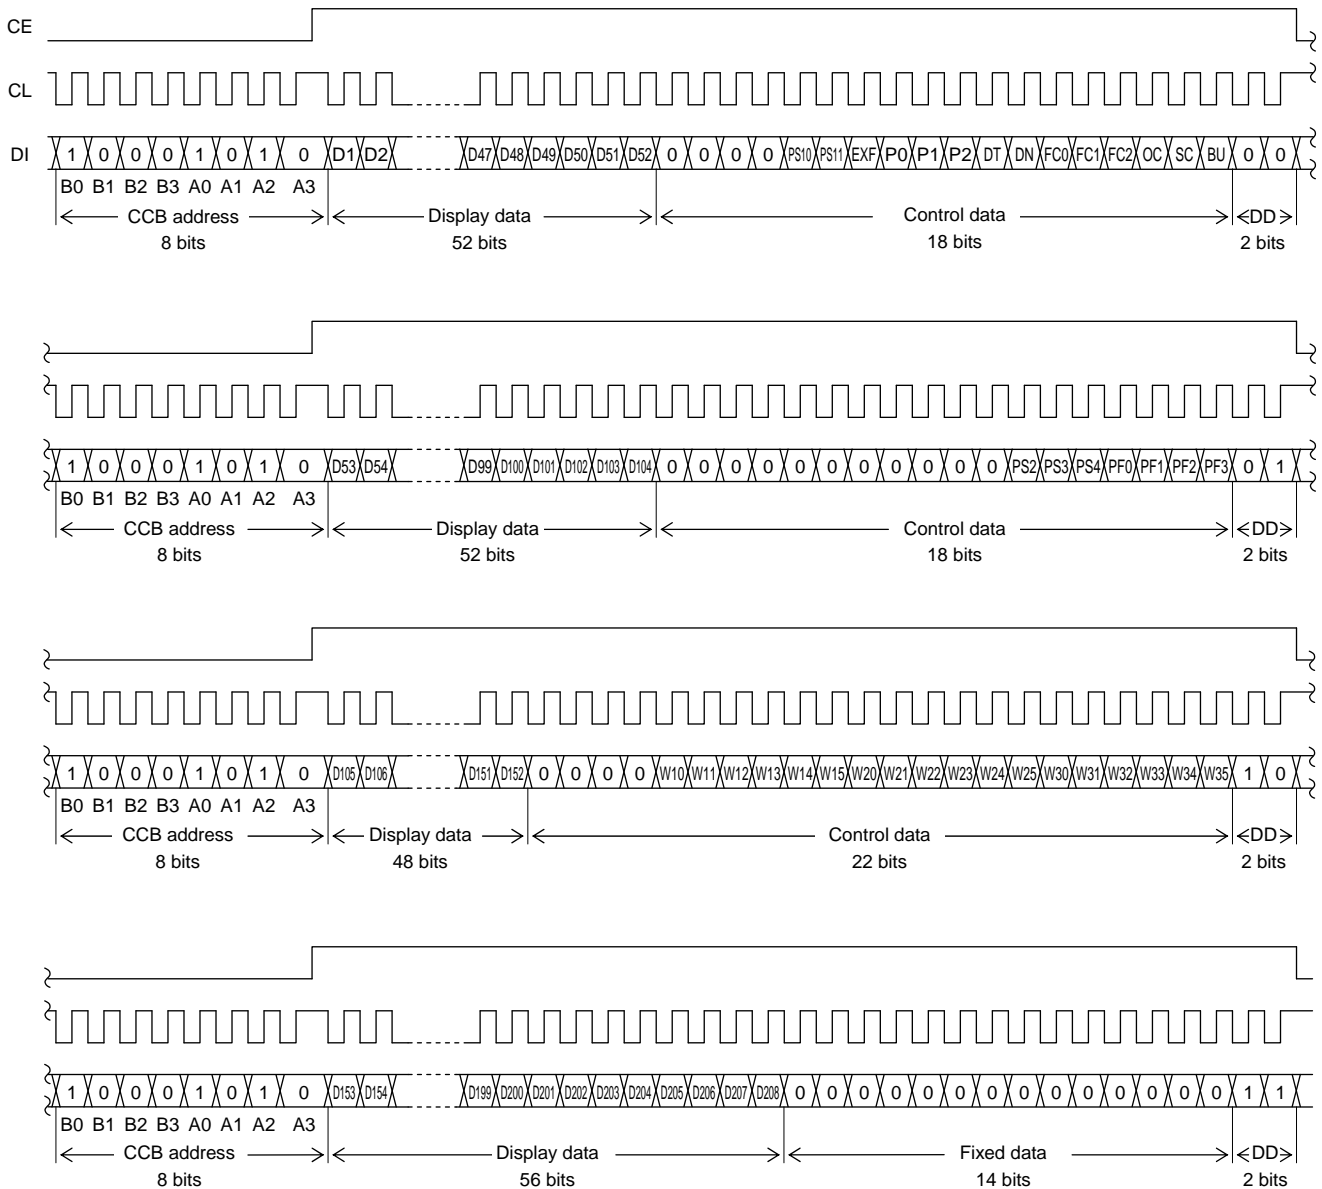 CE
CL
DI 1 0 0 0 1 0 1 0 D1 D2 D47 D48 D49 D50 D51 D52 0 0 0 0 PS10 PS11 EXF P0 P1 P2 DT DN FC0 FC1 FC2 OC SC BU 0 0
B0 B1 B2 B3 A0 A1 A2 A3
CCB address Display data Control data DD
8 bits 52 bits 18 bits 2 bits
1 0 0 0 1 0 1 0 D53 D54 D99 D100 D101 D102 D103 D104 0 0 0 0 0 0 0 0 0 0 0 PS2 PS3 PS4 PF0 PF1 PF2 PF3 0 1
B0 B1 B2 B3 A0 A1 A2 A3
CCB address Display data Control data DD
8 bits 52 bits 18 bits 2 bits
1 0 0 0 1 0 1 0 D105 D106 D151 D152 0 0 0 0 W10 W11 W12 W13 W14 W15 W20 W21 W22 W23 W24 W25 W30 W31 W32 W33 W34 W35 1 0
B0 B1 B2 B3 A0 A1 A2 A3
CCB address Display data Control data DD
8 bits 48 bits 22 bits 2 bits
1 0 0 0 1 0 1 0 D153 D154 D199 D200 D201 D202 D203 D204 D205 D206 D207 D208 0 0 0 0 0 0 0 0 0 0 0 0 0 0 1 1
B0 B1 B2 B3 A0 A1 A2 A3
CCB address Display data Fixed data DD
8 bits 56 bits 14 bits 2 bits